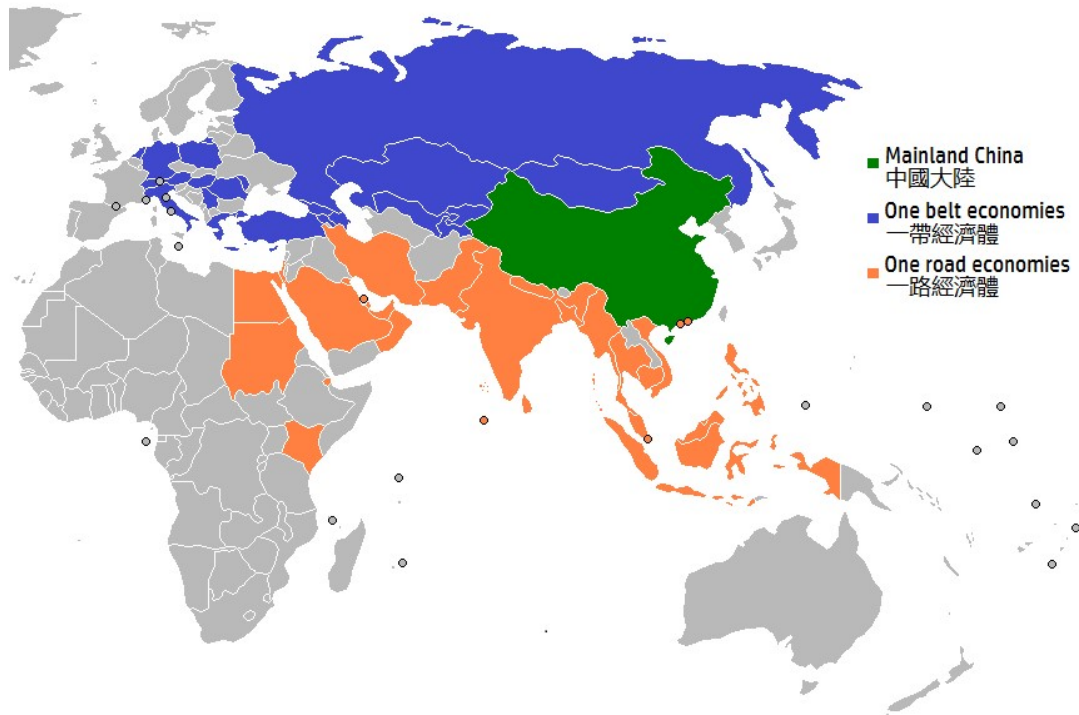 Mainland China
中國大陸
One belt economies
一帶經濟體
One road economies
一路經濟體